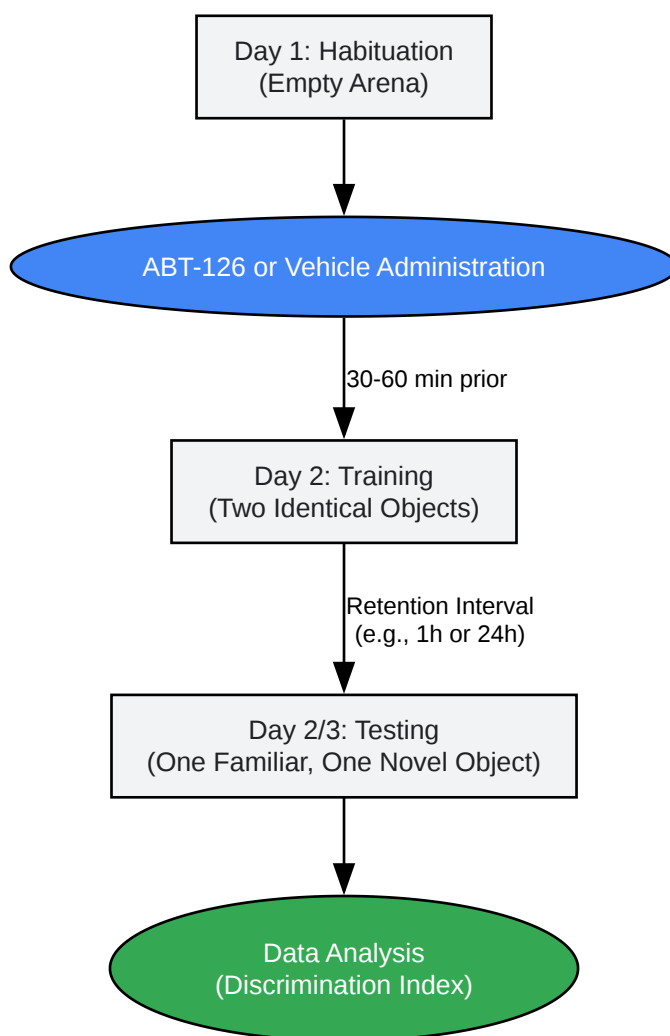 Day 1: Habituation
(Empty Arena)
ABT-126 or Vehicle Administration
30-60 min prior
Day 2: Training
(Two Identical Objects)
Retention Interval
(e.g., 1h or 24h)
Day 2/3: Testing
(One Familiar, One Novel Object)
Data Analysis
(Discrimination Index)